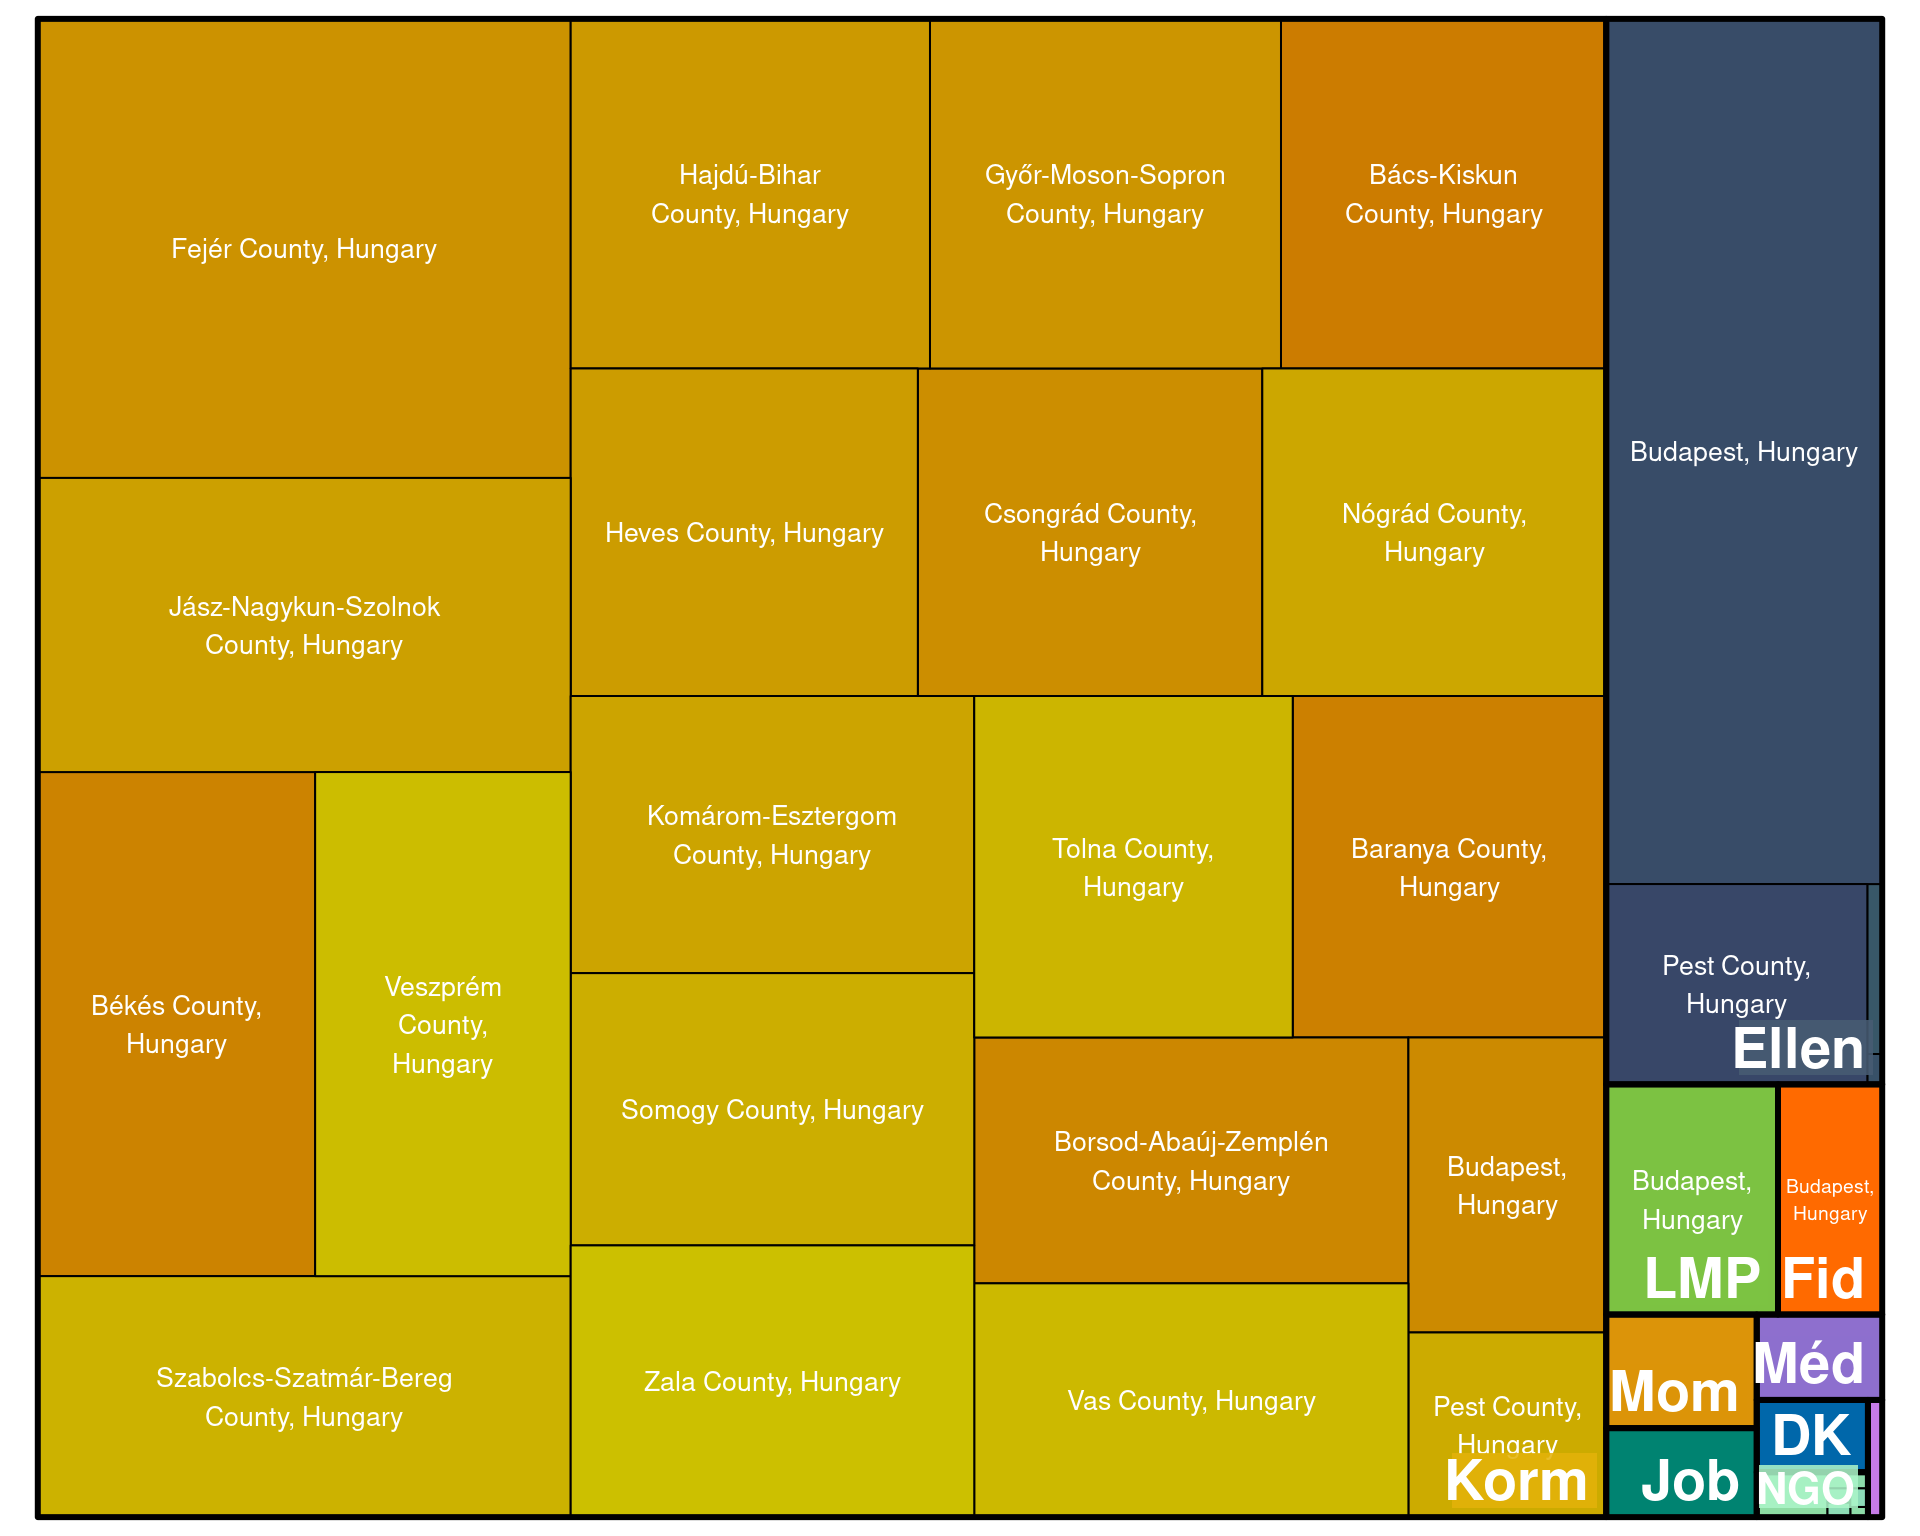 Fejér County, Hungary
Hajdú-Bihar
County, Hungary
Győr-Moson-Sopron
County, Hungary
Bács-Kiskun
County, Hungary
Budapest, Hungary
Heves County, Hungary
Csongrád County,
Hungary
Nógrád County,
Hungary
Jász-Nagykun-Szolnok
County, Hungary
Komárom-Esztergom
County, Hungary
Tolna County,
Hungary
Baranya County,
Hungary
Békés County,
Hungary
Veszprém
County,
Hungary
Pest County,
Hungary
Ellen
Somogy County, Hungary
Borsod-Abaúj-Zemplén
County, Hungary
Budapest,
Hungary
Budapest,
Hungary
LMP
Budapest,
Hungary
Fid
Szabolcs-Szatmár-Bereg
County, Hungary
Zala County, Hungary
Vas County, Hungary
Pest County,
Hungary
Korm
Mom
Méd
Job
DK
NGO